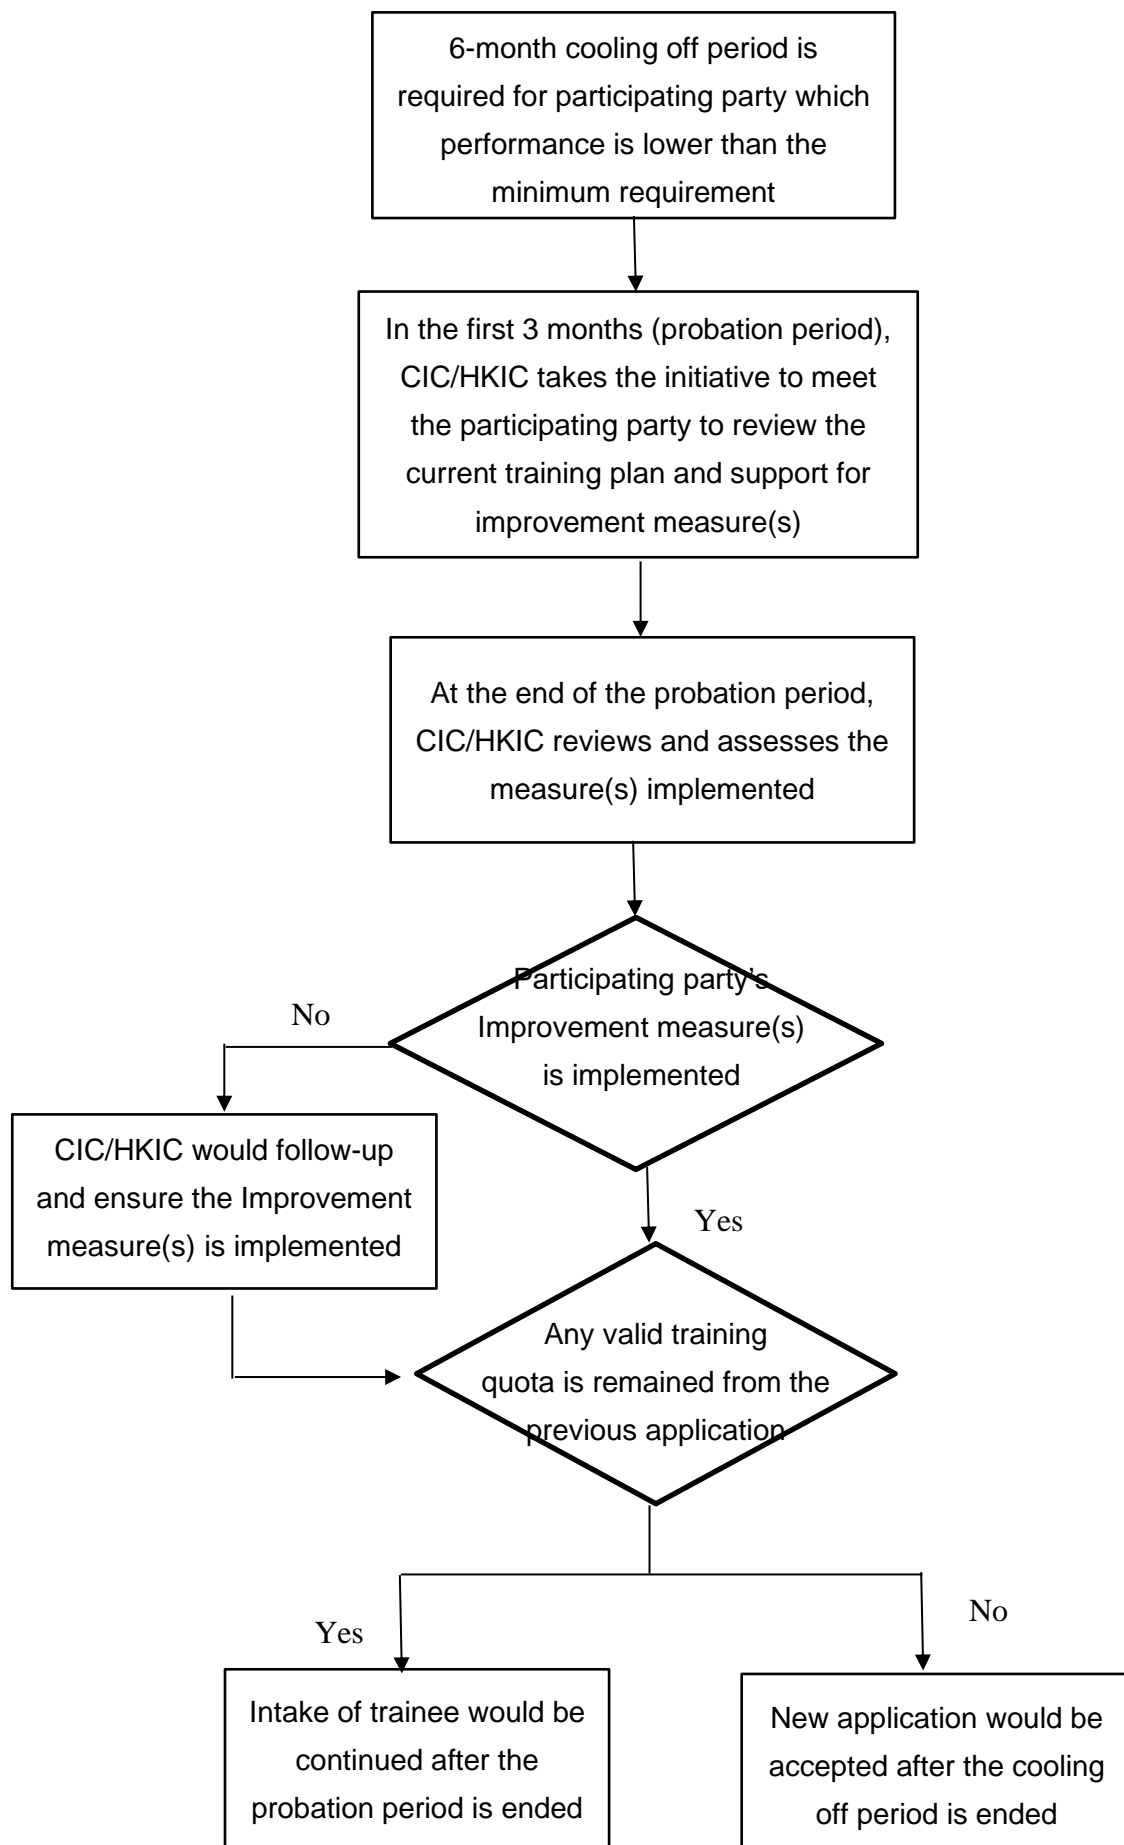 6-month cooling off period is
required for participating party which
performance is lower than the
minimum requirement
In the first 3 months (probation period),
CIC/HKIC takes the initiative to meet
the participating party to review the
current training plan and support for
improvement measure(s)
At the end of the probation period,
CIC/HKIC reviews and assesses the
measure(s) implemented
Participating party’s
Improvement measure(s)
is implemented
No
CIC/HKIC would follow-up
and ensure the Improvement
measure(s) is implemented
Yes
Any valid training
quota is remained from the
previous application
Yes
No
Intake of trainee would be
continued after the
probation period is ended
New application would be
accepted after the cooling
off period is ended